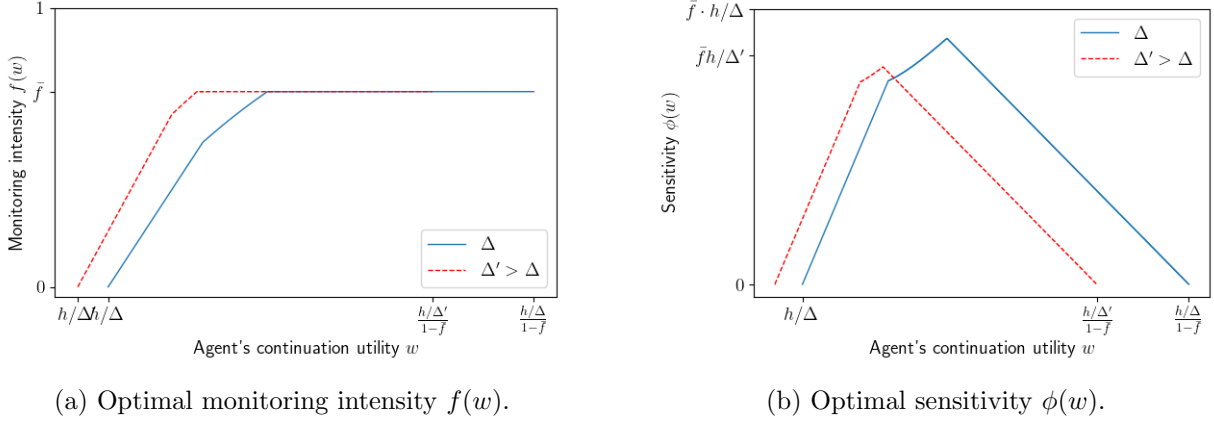 1
f̄
0
Monitoring intensity f(w)
Δ
Δ′ > Δ
h/Δ h/Δ
h/Δ′
1−f̄
h/Δ
1−f̄
Agent's continuation utility w
(a) Optimal monitoring intensity f(w).
f̄ · h/Δ
f̄h/Δ′
0
Sensitivity ϕ(w)
Δ
Δ′ > Δ
h/Δ
h/Δ′
1−f̄
h/Δ
1−f̄
Agent's continuation utility w
(b) Optimal sensitivity ϕ(w).